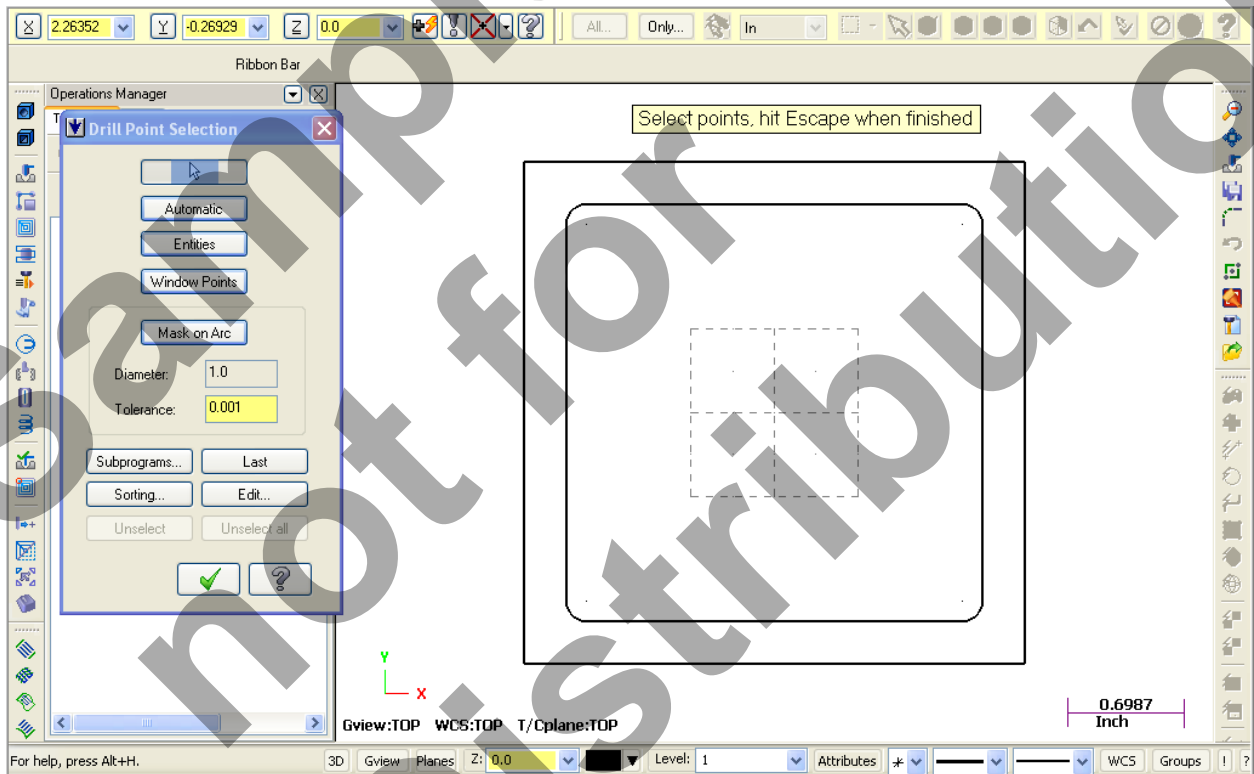 X 2.26352 Y -0.26929 Z 0.0 All... Only... In
Ribbon Bar
Operations Manager
Drill Point Selection
Select points, hit Escape when finished
Automatic
Entities
Window Points
Mask on Arc
Diameter: 1.0
Tolerance: 0.001
Subprograms... Last
Sorting... Edit...
Unselect Unselect all
Y
X
Gview:TOP WCS:TOP T/Cplane:TOP
0.6987
Inch
For help, press Alt+H. 3D Gview Planes Z: 0.0 Level: 1 Attributes WCS Groups ! ?
Sample
not for
distribution